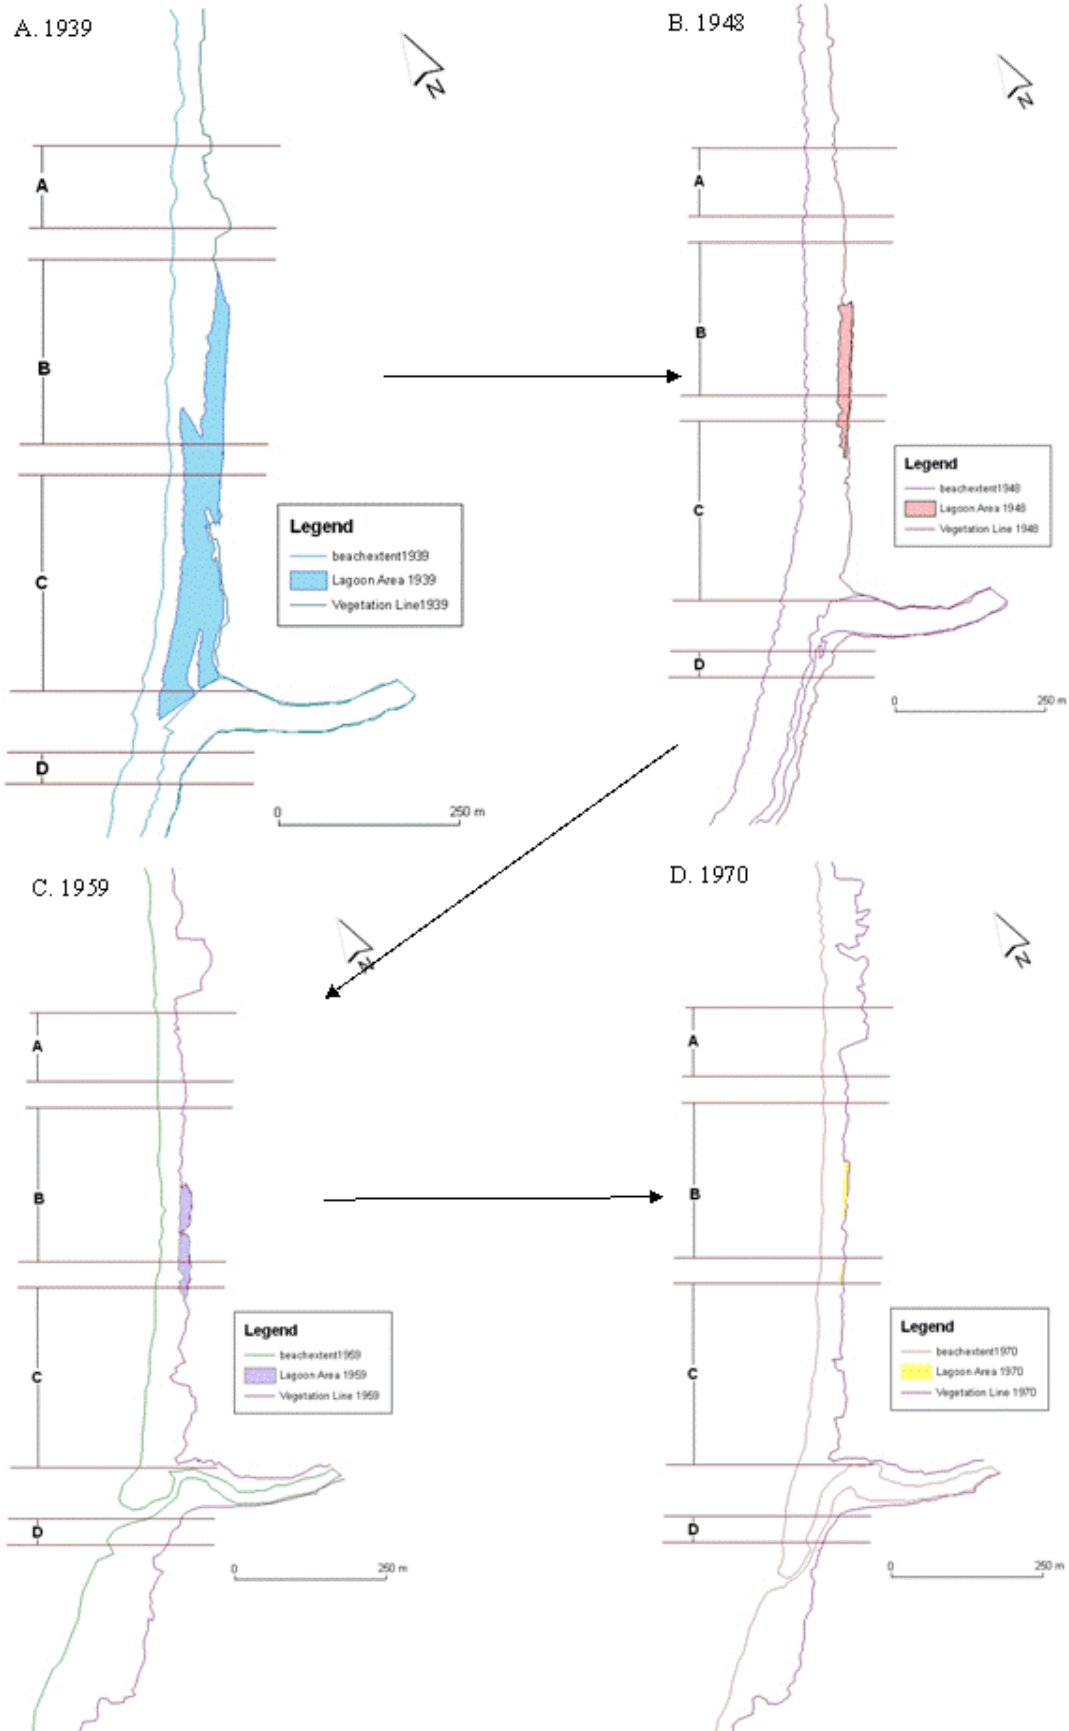 A. 1939
N
A
B
C
D
Legend
beachextent1939
Lagoon Area 1939
Vegetation Line1939
0 250 m
B. 1948
N
A
B
C
D
Legend
beachextent1948
Lagoon Area 1948
Vegetation Line 1948
0 250 m
C. 1959
N
A
B
C
D
Legend
beachextent1959
Lagoon Area 1959
Vegetation Line 1959
0 250 m
D. 1970
N
A
B
C
D
Legend
beachextent1970
Lagoon Area 1970
Vegetation Line 1970
0 250 m